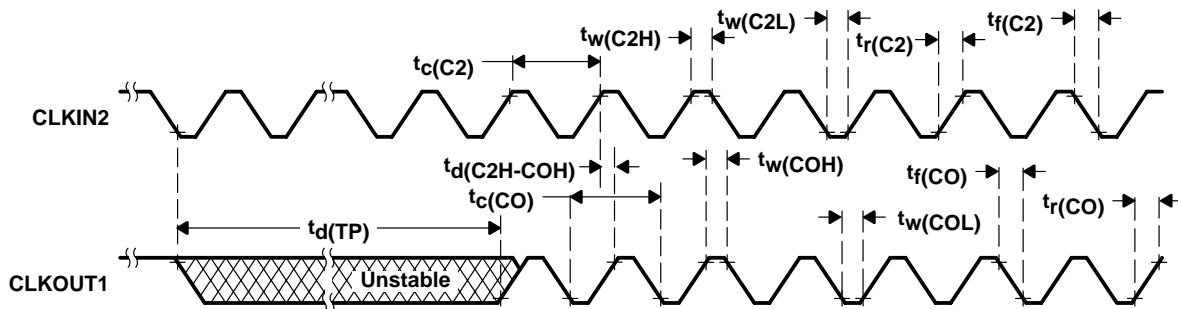 tw(C2H)
tw(C2L)
tr(C2)
tf(C2)
tc(C2)
CLKIN2
td(C2H-COH)
tw(COH)
tc(CO)
tf(CO)
tr(CO)
td(TP)
tw(COL)
CLKOUT1
Unstable